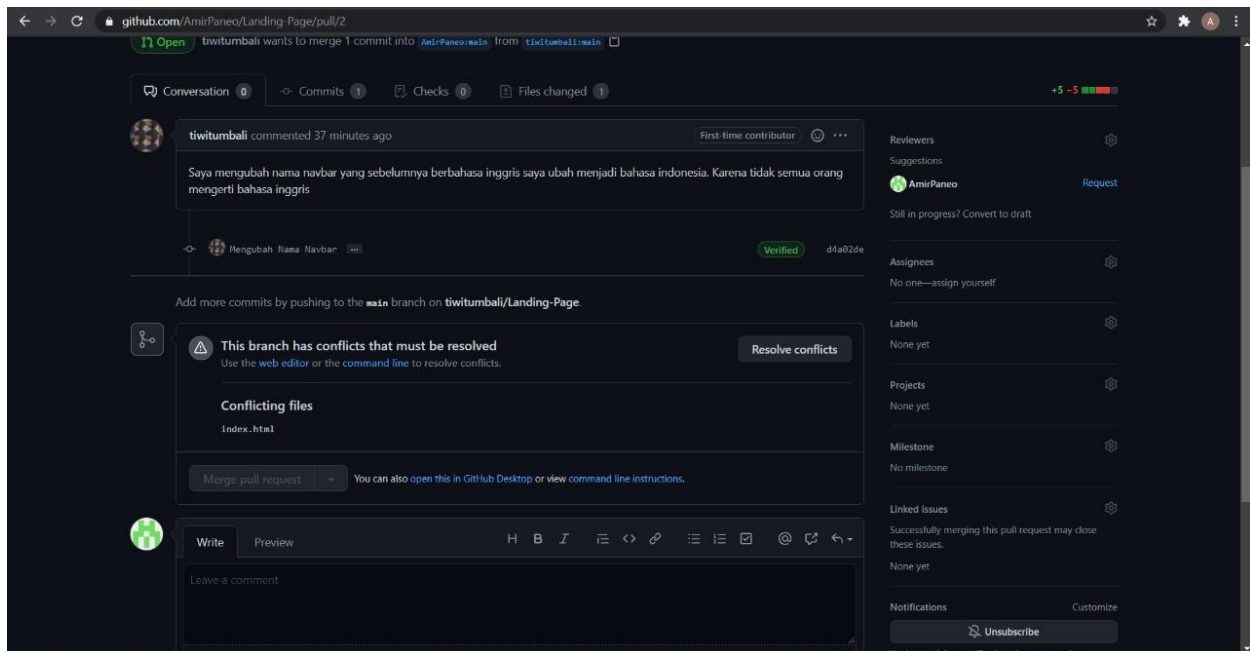 github.com/AmirPaneo/Landing-Page/pull/2
A
Open tiwitumbali wants to merge 1 commit into AmirPaneo:main from tiwitumbali:main
Conversation 0 Commits 1 Checks 0 Files changed 1 +5 −5
tiwitumbali commented 37 minutes ago First-time contributor
Saya mengubah nama navbar yang sebelumnya berbahasa inggris saya ubah menjadi bahasa indonesia. Karena tidak semua orang
mengerti bahasa inggris
Mengubah Nama Navbar Verified d4a02de
Add more commits by pushing to the main branch on tiwitumbali/Landing-Page.
This branch has conflicts that must be resolved Resolve conflicts
Use the web editor or the command line to resolve conflicts.
Conflicting files
index.html
Merge pull request You can also open this in GitHub Desktop or view command line instructions.
Write Preview H B I
Leave a comment
Reviewers
Suggestions
AmirPaneo Request
Still in progress? Convert to draft
Assignees
No one—assign yourself
Labels
None yet
Projects
None yet
Milestone
No milestone
Linked issues
Successfully merging this pull request may close
these issues.
None yet
Notifications Customize
Unsubscribe